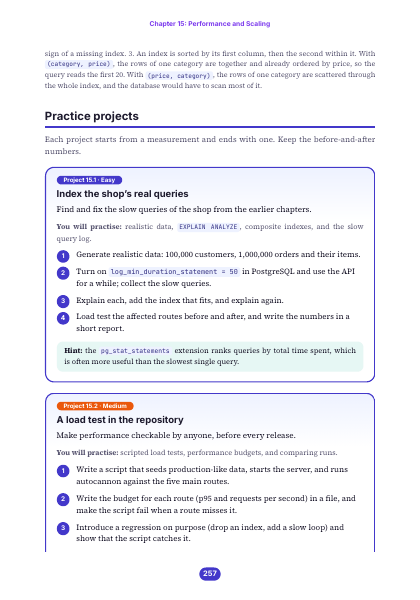 Chapter 15: Performance and Scaling
sign of a missing index. 3. An index is sorted by its first column, then the second within it. With
(category, price), the rows of one category are together and already ordered by price, so the
query reads the first 20. With (price, category), the rows of one category are scattered through
the whole index, and the database would have to scan most of it.
Practice projects
Each project starts from a measurement and ends with one. Keep the before-and-after
numbers.
Project 15.1 · Easy
Index the shop's real queries
Find and fix the slow queries of the shop from the earlier chapters.
You will practise: realistic data, EXPLAIN ANALYZE, composite indexes, and the slow
query log.
1 Generate realistic data: 100,000 customers, 1,000,000 orders and their items.
2 Turn on log_min_duration_statement = 50 in PostgreSQL and use the API
for a while; collect the slow queries.
3 Explain each, add the index that fits, and explain again.
4 Load test the affected routes before and after, and write the numbers in a
short report.
Hint: the pg_stat_statements extension ranks queries by total time spent, which
is often more useful than the slowest single query.
Project 15.2 · Medium
A load test in the repository
Make performance checkable by anyone, before every release.
You will practise: scripted load tests, performance budgets, and comparing runs.
1 Write a script that seeds production-like data, starts the server, and runs
autocannon against the five main routes.
2 Write the budget for each route (p95 and requests per second) in a file, and
make the script fail when a route misses it.
3 Introduce a regression on purpose (drop an index, add a slow loop) and
show that the script catches it.
257